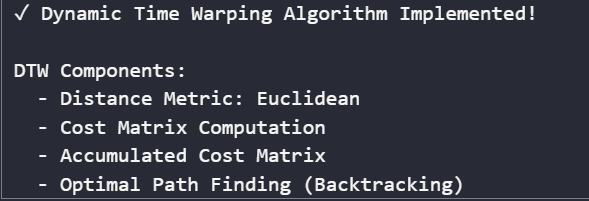 ✓ Dynamic Time Warping Algorithm Implemented!
DTW Components:
- Distance Metric: Euclidean
- Cost Matrix Computation
- Accumulated Cost Matrix
- Optimal Path Finding (Backtracking)